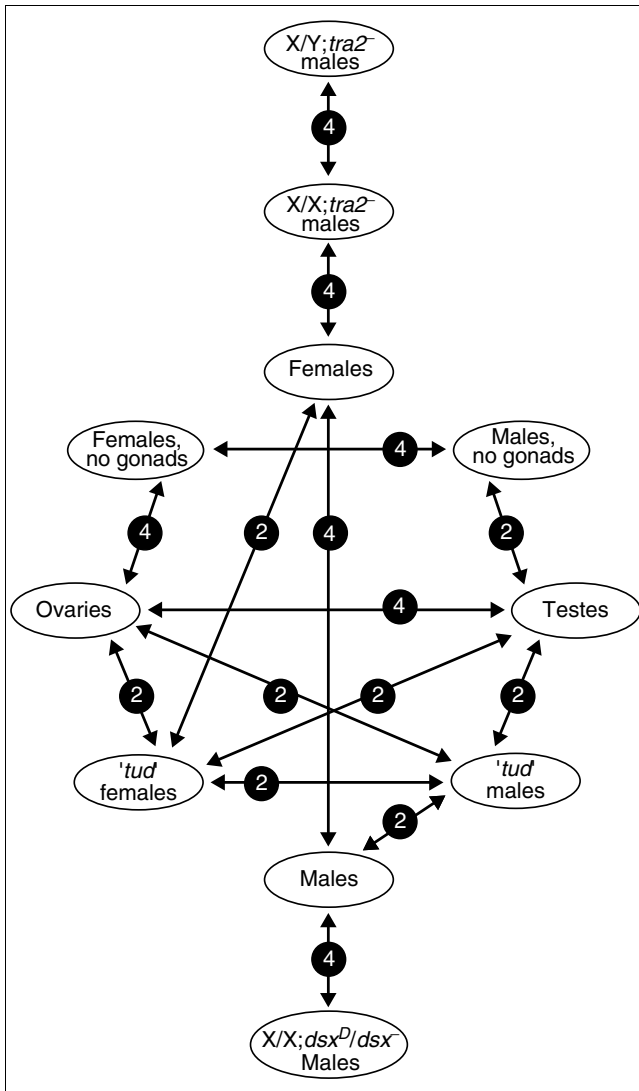 X/Y;tra2⁻
males
4
X/X;tra2⁻
males
4
Females
Females,
no gonads
4
Males,
no gonads
4
2
4
2
Ovaries
4
Testes
2
2
2
2
'tud'
females
2
'tud'
males
2
Males
4
X/X;dsxᴰ/dsx⁻
Males